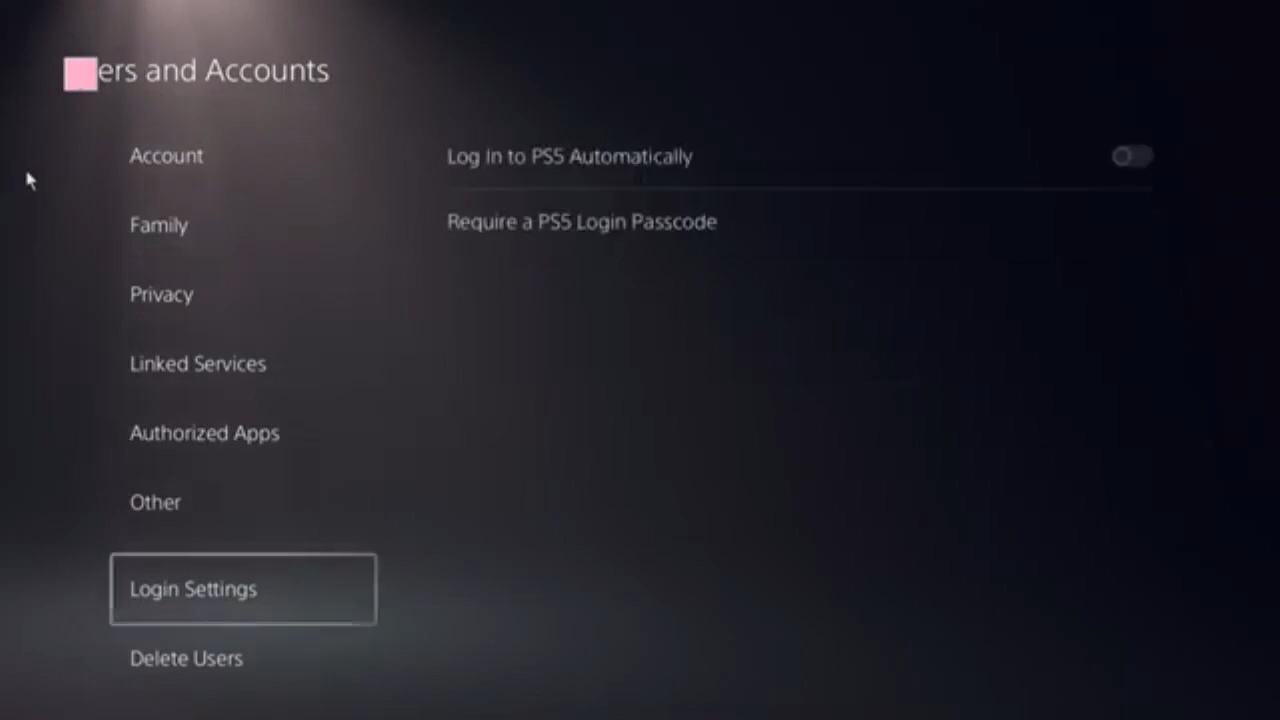 ers and Accounts
Account
Family
Privacy
Linked Services
Authorized Apps
Other
Login Settings
Delete Users
Log In to PS5 Automatically
Require a PS5 Login Passcode